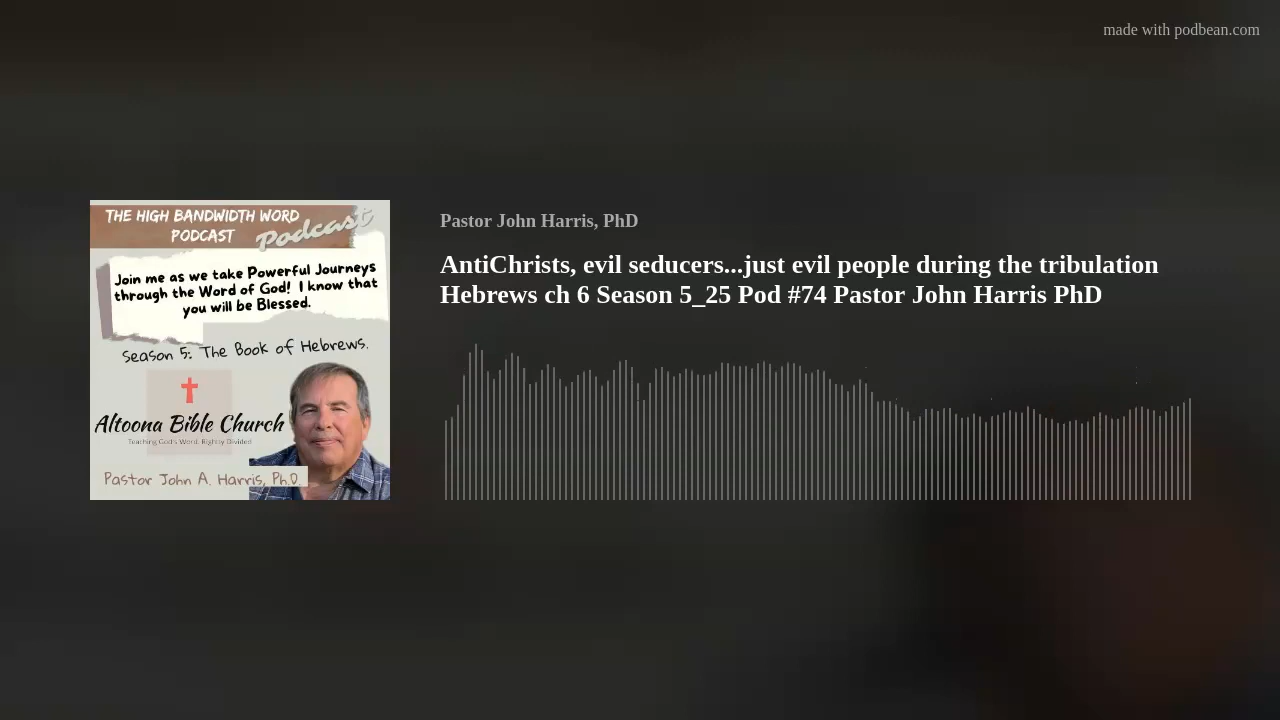 made with podbean.com
THE HIGH BANDWIDTH WORD
PODCAST
Podcast
Join me as we take Powerful Journeys
through the Word of God! I know that
you will be Blessed.
Season 5: The Book of Hebrews.
Altoona Bible Church
Teaching God's Word, Rightly Divided
Pastor John A. Harris, Ph.D.
Pastor John Harris, PhD
AntiChrists, evil seducers...just evil people during the tribulation
Hebrews ch 6 Season 5_25 Pod #74 Pastor John Harris PhD